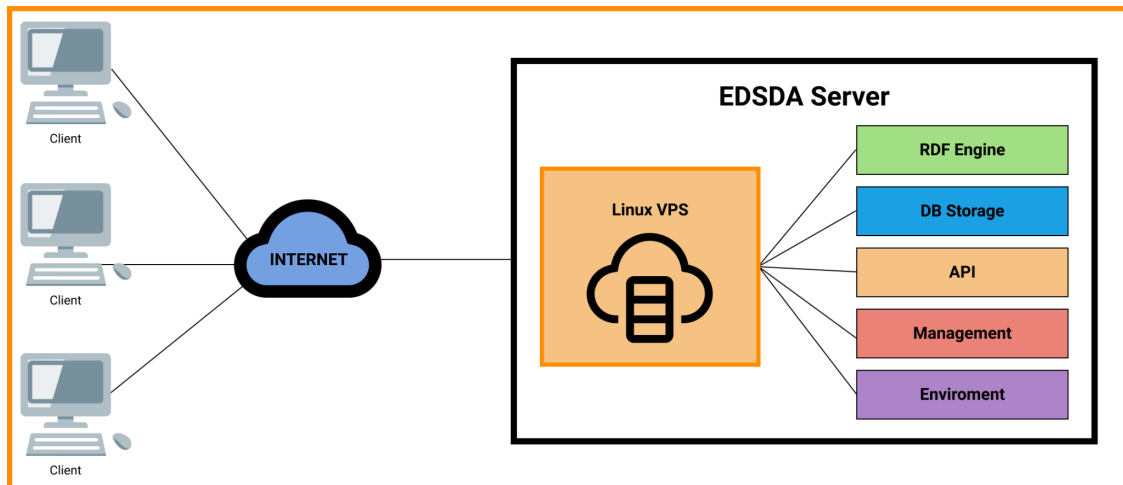 Client
Client
Client
INTERNET
EDSDA Server
Linux VPS
RDF Engine
DB Storage
API
Management
Enviroment